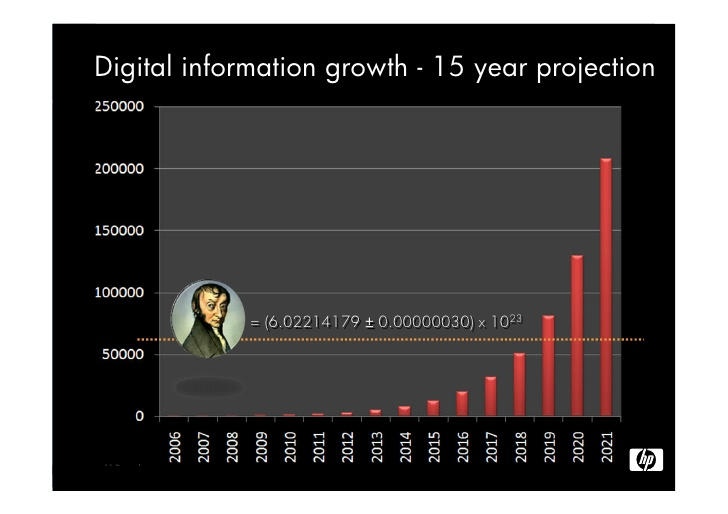 Digital information growth - 15 year projection
250000
200000
150000
100000
50000
0
= (6.02214179 ± 0.00000030) x 10²³
2006 2007 2008 2009 2010 2011 2012 2013 2014 2015 2016 2017 2018 2019 2020 2021
hp